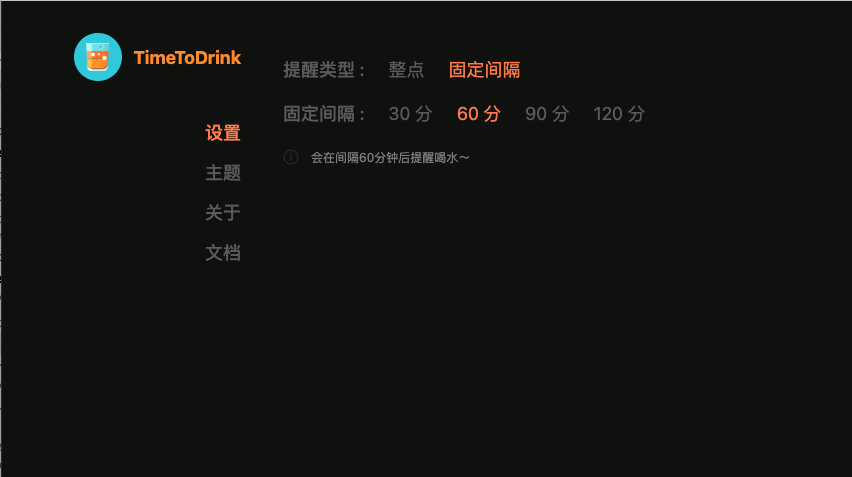 TimeToDrink
设置
主题
关于
文档
提醒类型： 整点 固定间隔
固定间隔： 30 分 60 分 90 分 120 分
会在间隔60分钟后提醒喝水～